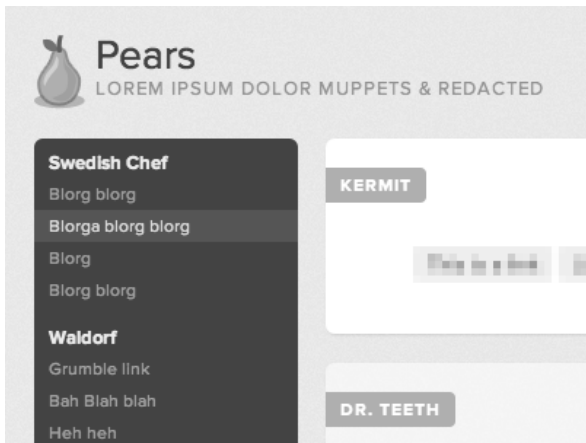 Pears
LOREM IPSUM DOLOR MUPPETS & REDACTED
Swedish Chef
Blorg blorg
Blorga blorg blorg
Blorg
Blorg blorg
Waldorf
Grumble link
Bah Blah blah
Heh heh
KERMIT
DR. TEETH